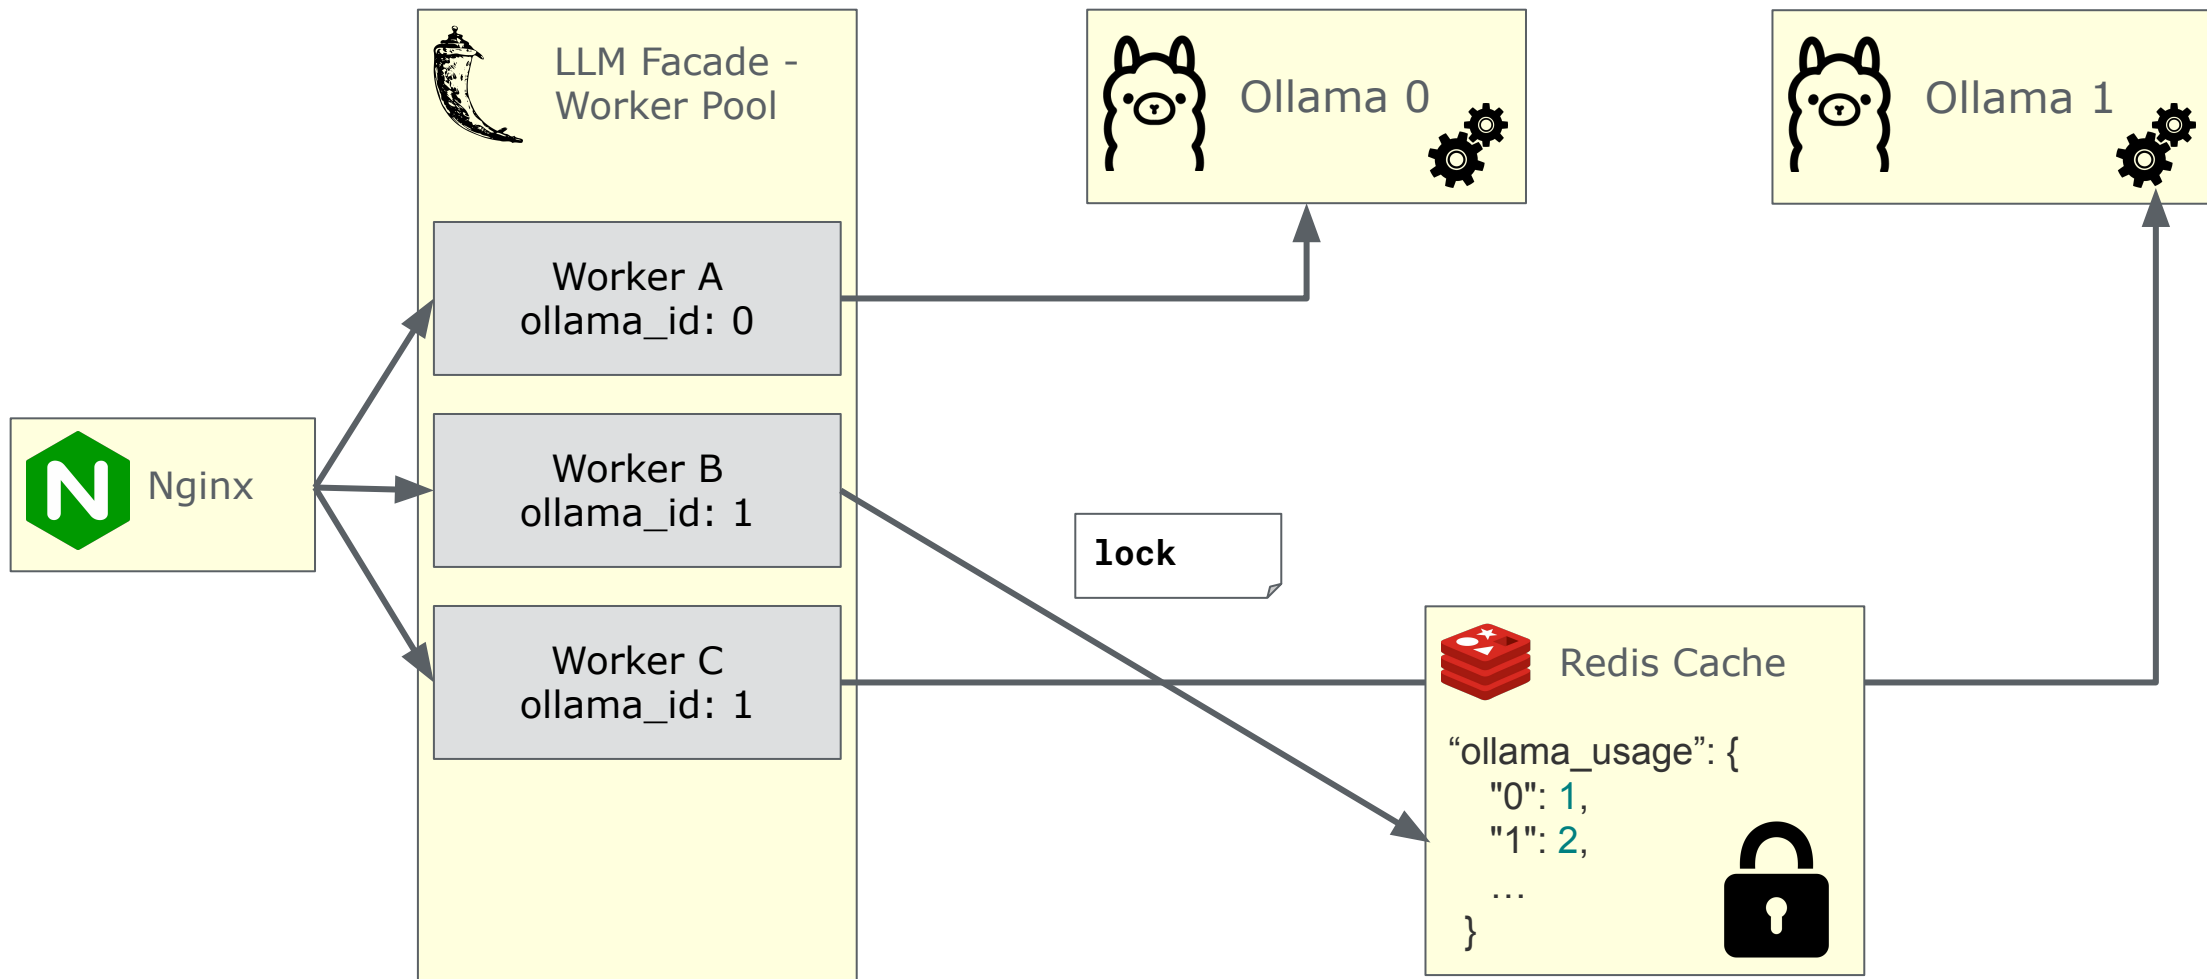 LLM Facade -
Worker Pool
Ollama 0
Ollama 1
Worker A
ollama_id: 0
Nginx
Worker B
ollama_id: 1
lock
Worker C
ollama_id: 1
Redis Cache
“ollama_usage”: {
"0": 1,
"1": 2,
…
}